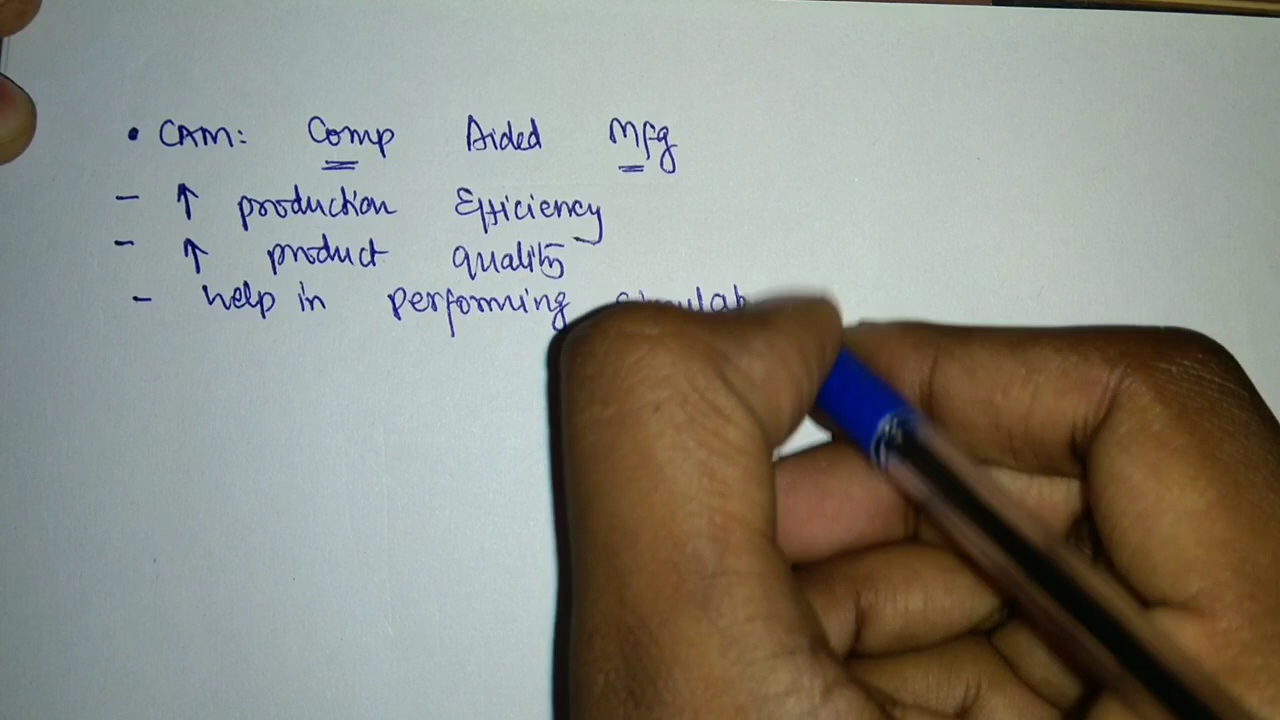 • CAM: Comp Aided Mfg
- ↑ production Efficiency
- ↑ product quality
- help in performing